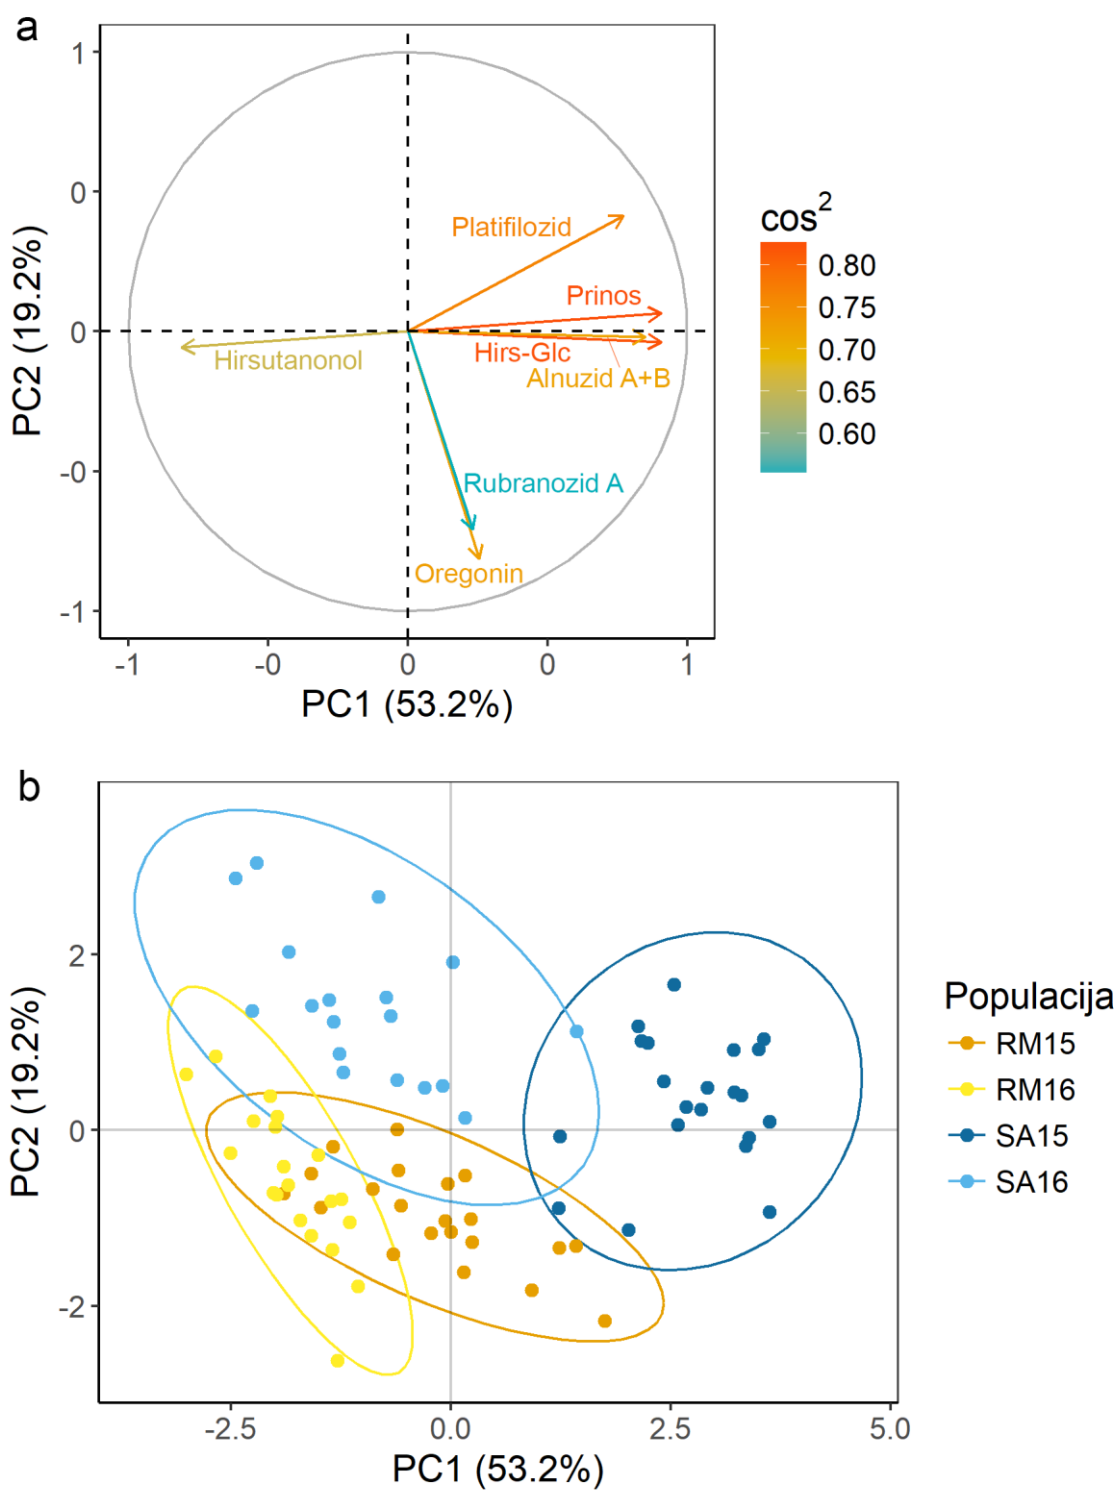 a
1
0
0
-0
-1
PC2 (19.2%)
Platifilozid
Prinos
Hirs-Glc
Alnuzid A+B
Hirsutanonol
Rubranozid A
Oregonin
-1
-0
0
0
1
PC1 (53.2%)
cos2
0.80
0.75
0.70
0.65
0.60
b
2
0
-2
PC2 (19.2%)
-2.5
0.0
2.5
5.0
PC1 (53.2%)
Populacija
RM15
RM16
SA15
SA16